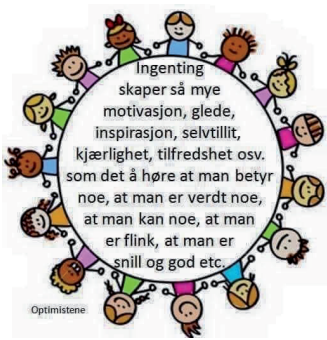 Ingenting
skaper så mye
motivasjon, glede,
inspirasjon, selvtillit,
kjærlighet, tilfredshet osv.
som det å høre at man betyr
noe, at man er verdt noe,
at man kan noe, at man
er flink, at man er
snill og god etc.
Optimistene